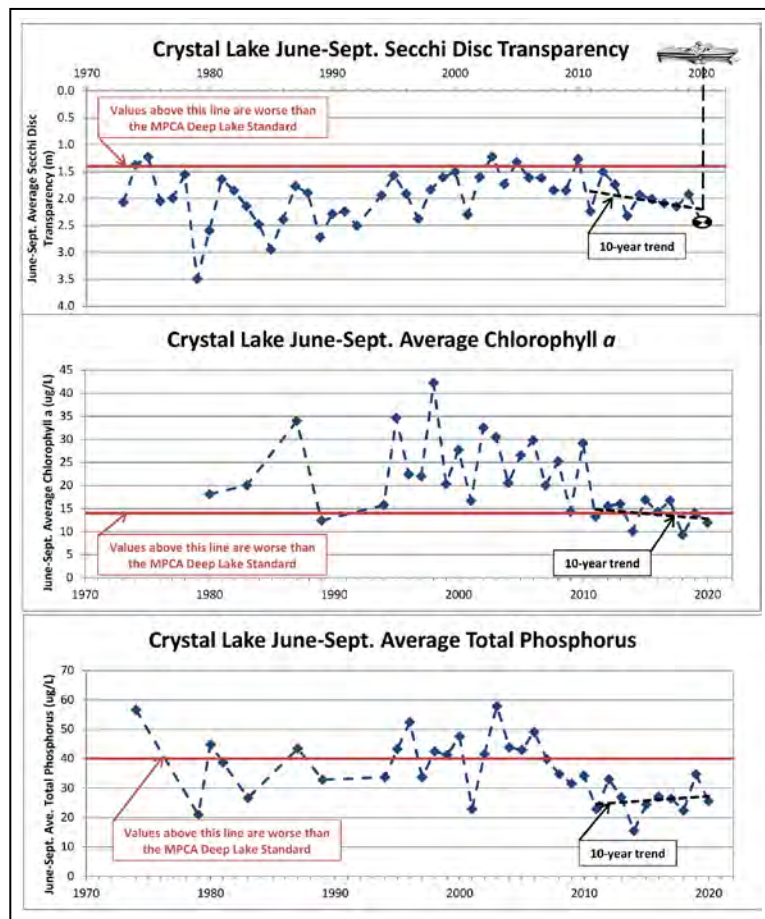 Crystal Lake June-Sept. Secchi Disc Transparency
1970 1980 1990 2000 2010 2020
0.0
0.5
1.0
1.5
2.0
2.5
3.0
3.5
4.0
June-Sept. Average Secchi Disc
Transparency (m)
Values above this line are worse than
the MPCA Deep Lake Standard
10-year trend
Crystal Lake June-Sept. Average Chlorophyll a
45
40
35
30
25
20
15
10
5
0
June-Sept. Average Chlorophyll a (ug/L)
Values above this line are worse than
the MPCA Deep Lake Standard
10-year trend
1970 1980 1990 2000 2010 2020
Crystal Lake June-Sept. Average Total Phosphorus
70
60
50
40
30
20
10
0
June-Sept. Ave. Total Phosphorus (ug/L)
Values above this line are worse than
the MPCA Deep Lake Standard
10-year trend
1970 1980 1990 2000 2010 2020